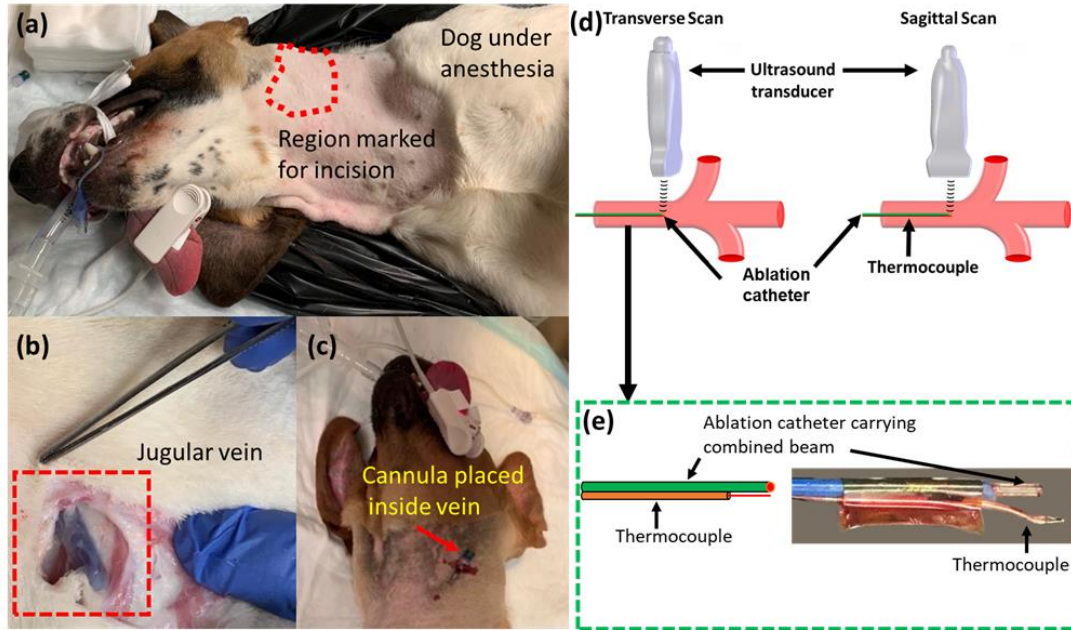 (a)
Dog under
anesthesia
Region marked
for incision
(b)
Jugular vein
(c)
Cannula placed
inside vein
(d)
Transverse Scan
Sagittal Scan
Ultrasound
transducer
Ablation
catheter
Thermocouple
(e)
Ablation catheter carrying
combined beam
Thermocouple
Thermocouple